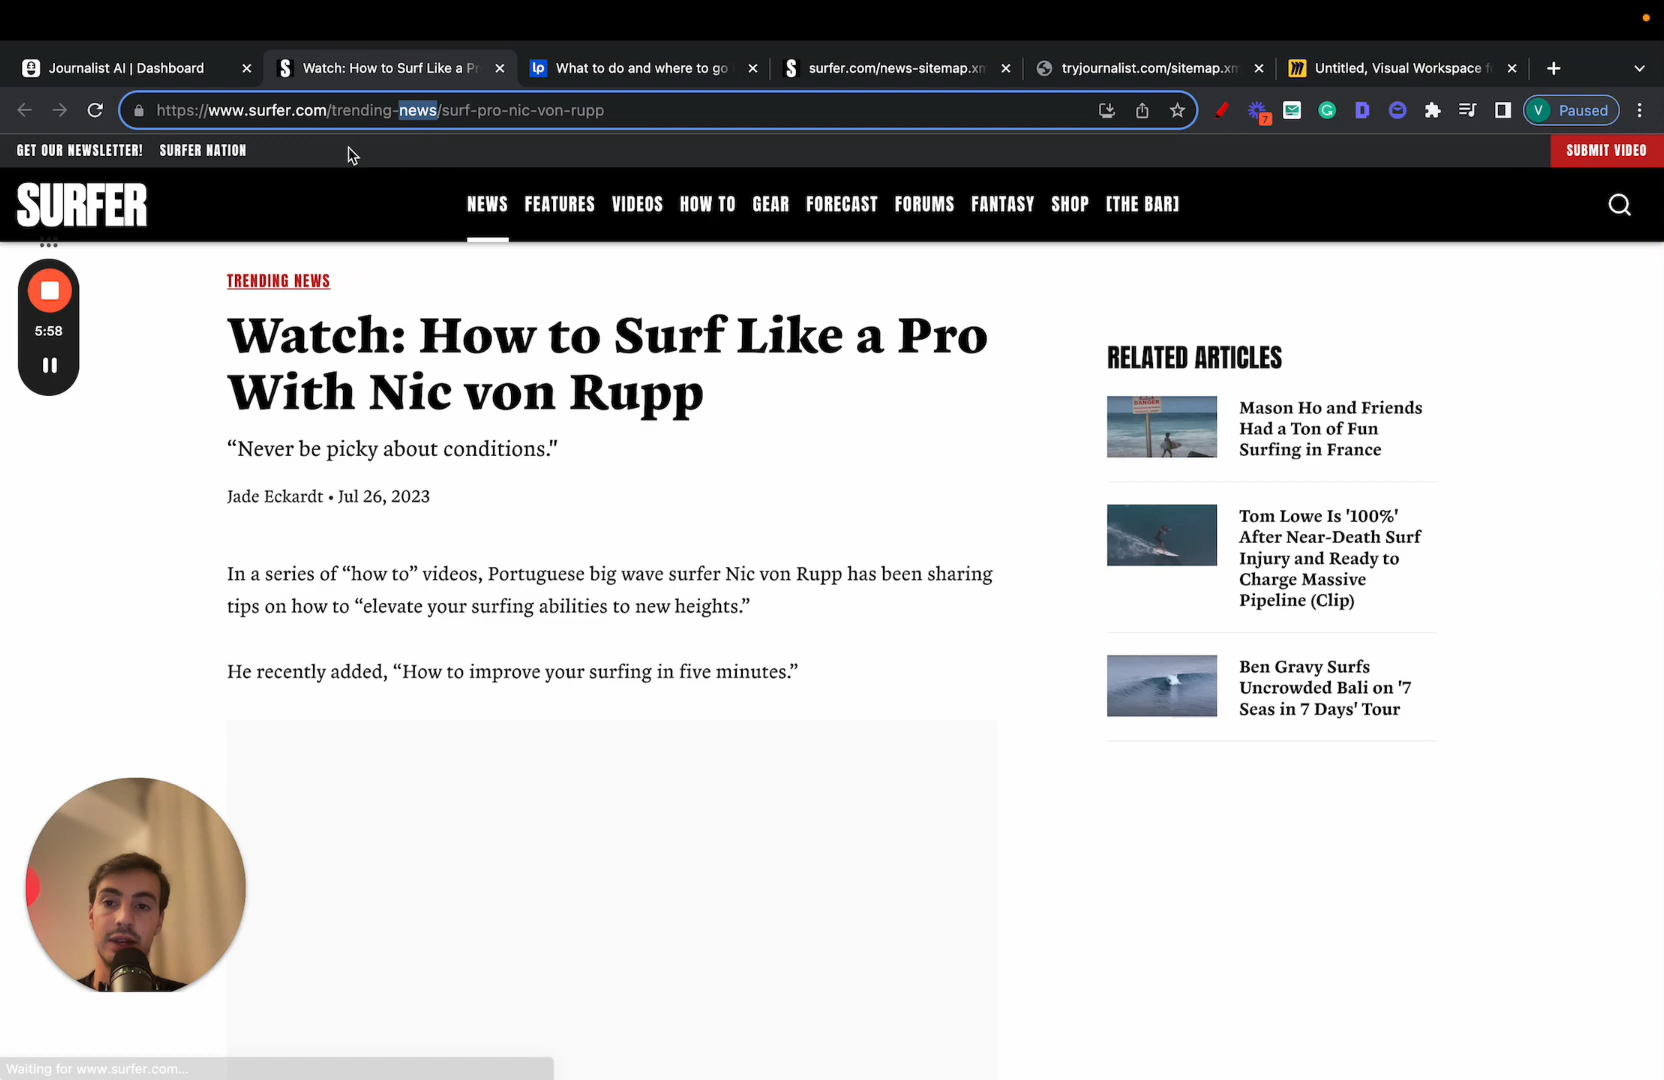 Journalist AI | Dashboard
Watch: How to Surf Like a P
lp What to do and where to go
surfer.com/news-sitemap.xm
tryjournalist.com/sitemap.xm
Untitled, Visual Workspace f
https://www.surfer.com/trending-news/surf-pro-nic-von-rupp
7
V Paused
GET OUR NEWSLETTER! SURFER NATION
SUBMIT VIDEO
SURFER
NEWS FEATURES VIDEOS HOW TO GEAR FORECAST FORUMS FANTASY SHOP [THE BAR]
5:58
TRENDING NEWS
Watch: How to Surf Like a Pro
With Nic von Rupp
“Never be picky about conditions."
Jade Eckardt • Jul 26, 2023
In a series of “how to” videos, Portuguese big wave surfer Nic von Rupp has been sharing
tips on how to “elevate your surfing abilities to new heights.”
He recently added, “How to improve your surfing in five minutes.”
RELATED ARTICLES
DANGER
Mason Ho and Friends
Had a Ton of Fun
Surfing in France
Tom Lowe Is '100%'
After Near-Death Surf
Injury and Ready to
Charge Massive
Pipeline (Clip)
Ben Gravy Surfs
Uncrowded Bali on '7
Seas in 7 Days' Tour
Waiting for www.surfer.com...